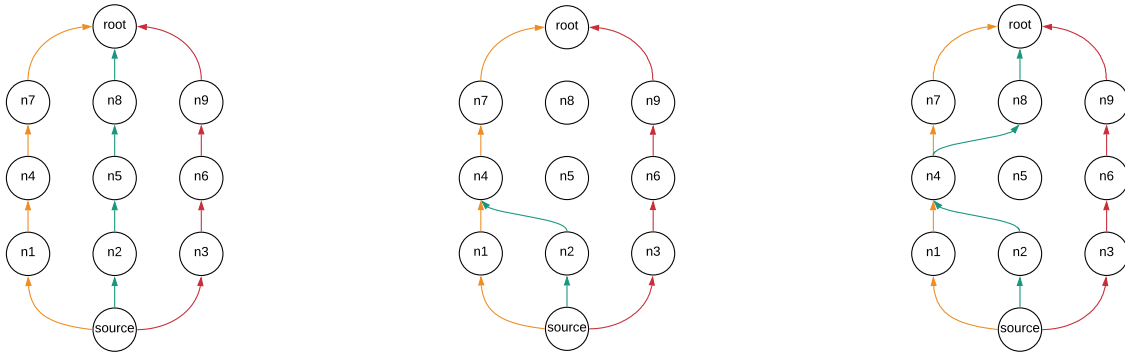 root root root
n7 n8 n9 n7 n8 n9 n7 n8 n9
n4 n5 n6 n4 n5 n6 n4 n5 n6
n1 n2 n3 n1 n2 n3 n1 n2 n3
source source source